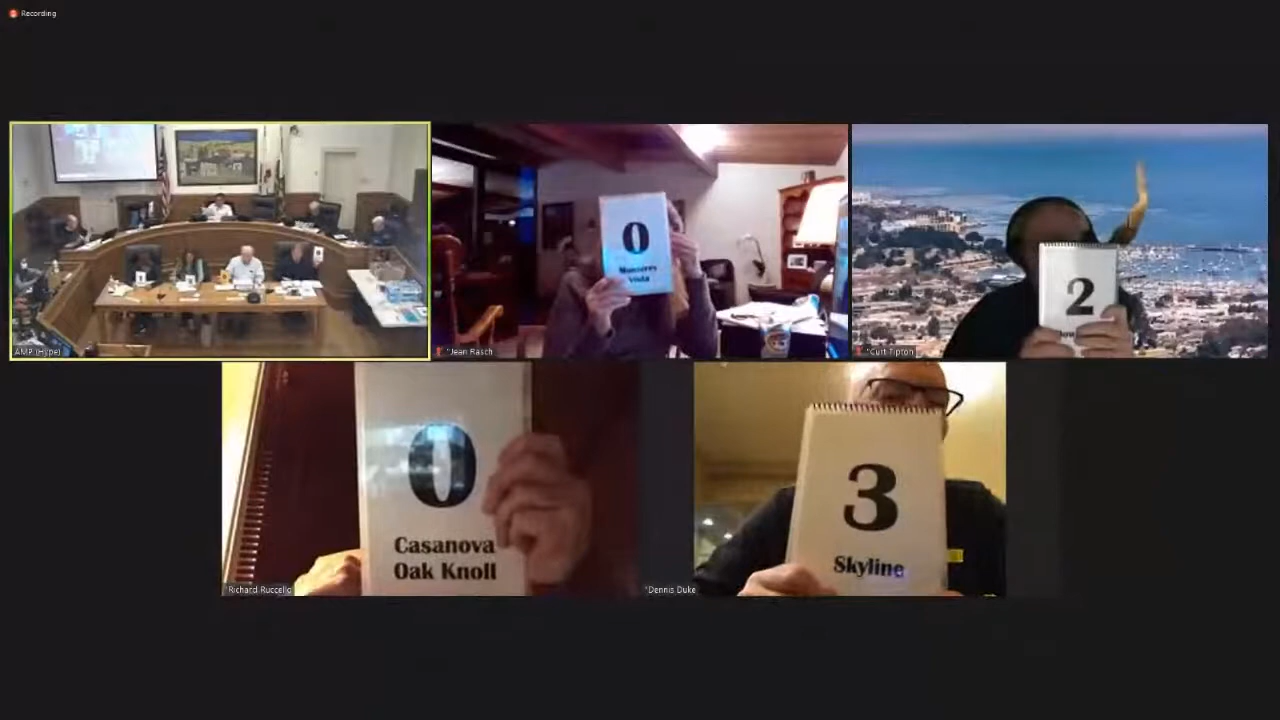 Recording
AMP (Hype)
0
Monterey
Vista
"Jean Rasch
2
"Curt Tipton
0
Casanova
Oak Knoll
"Richard Ruccello
3
Skyline
"Dennis Duke